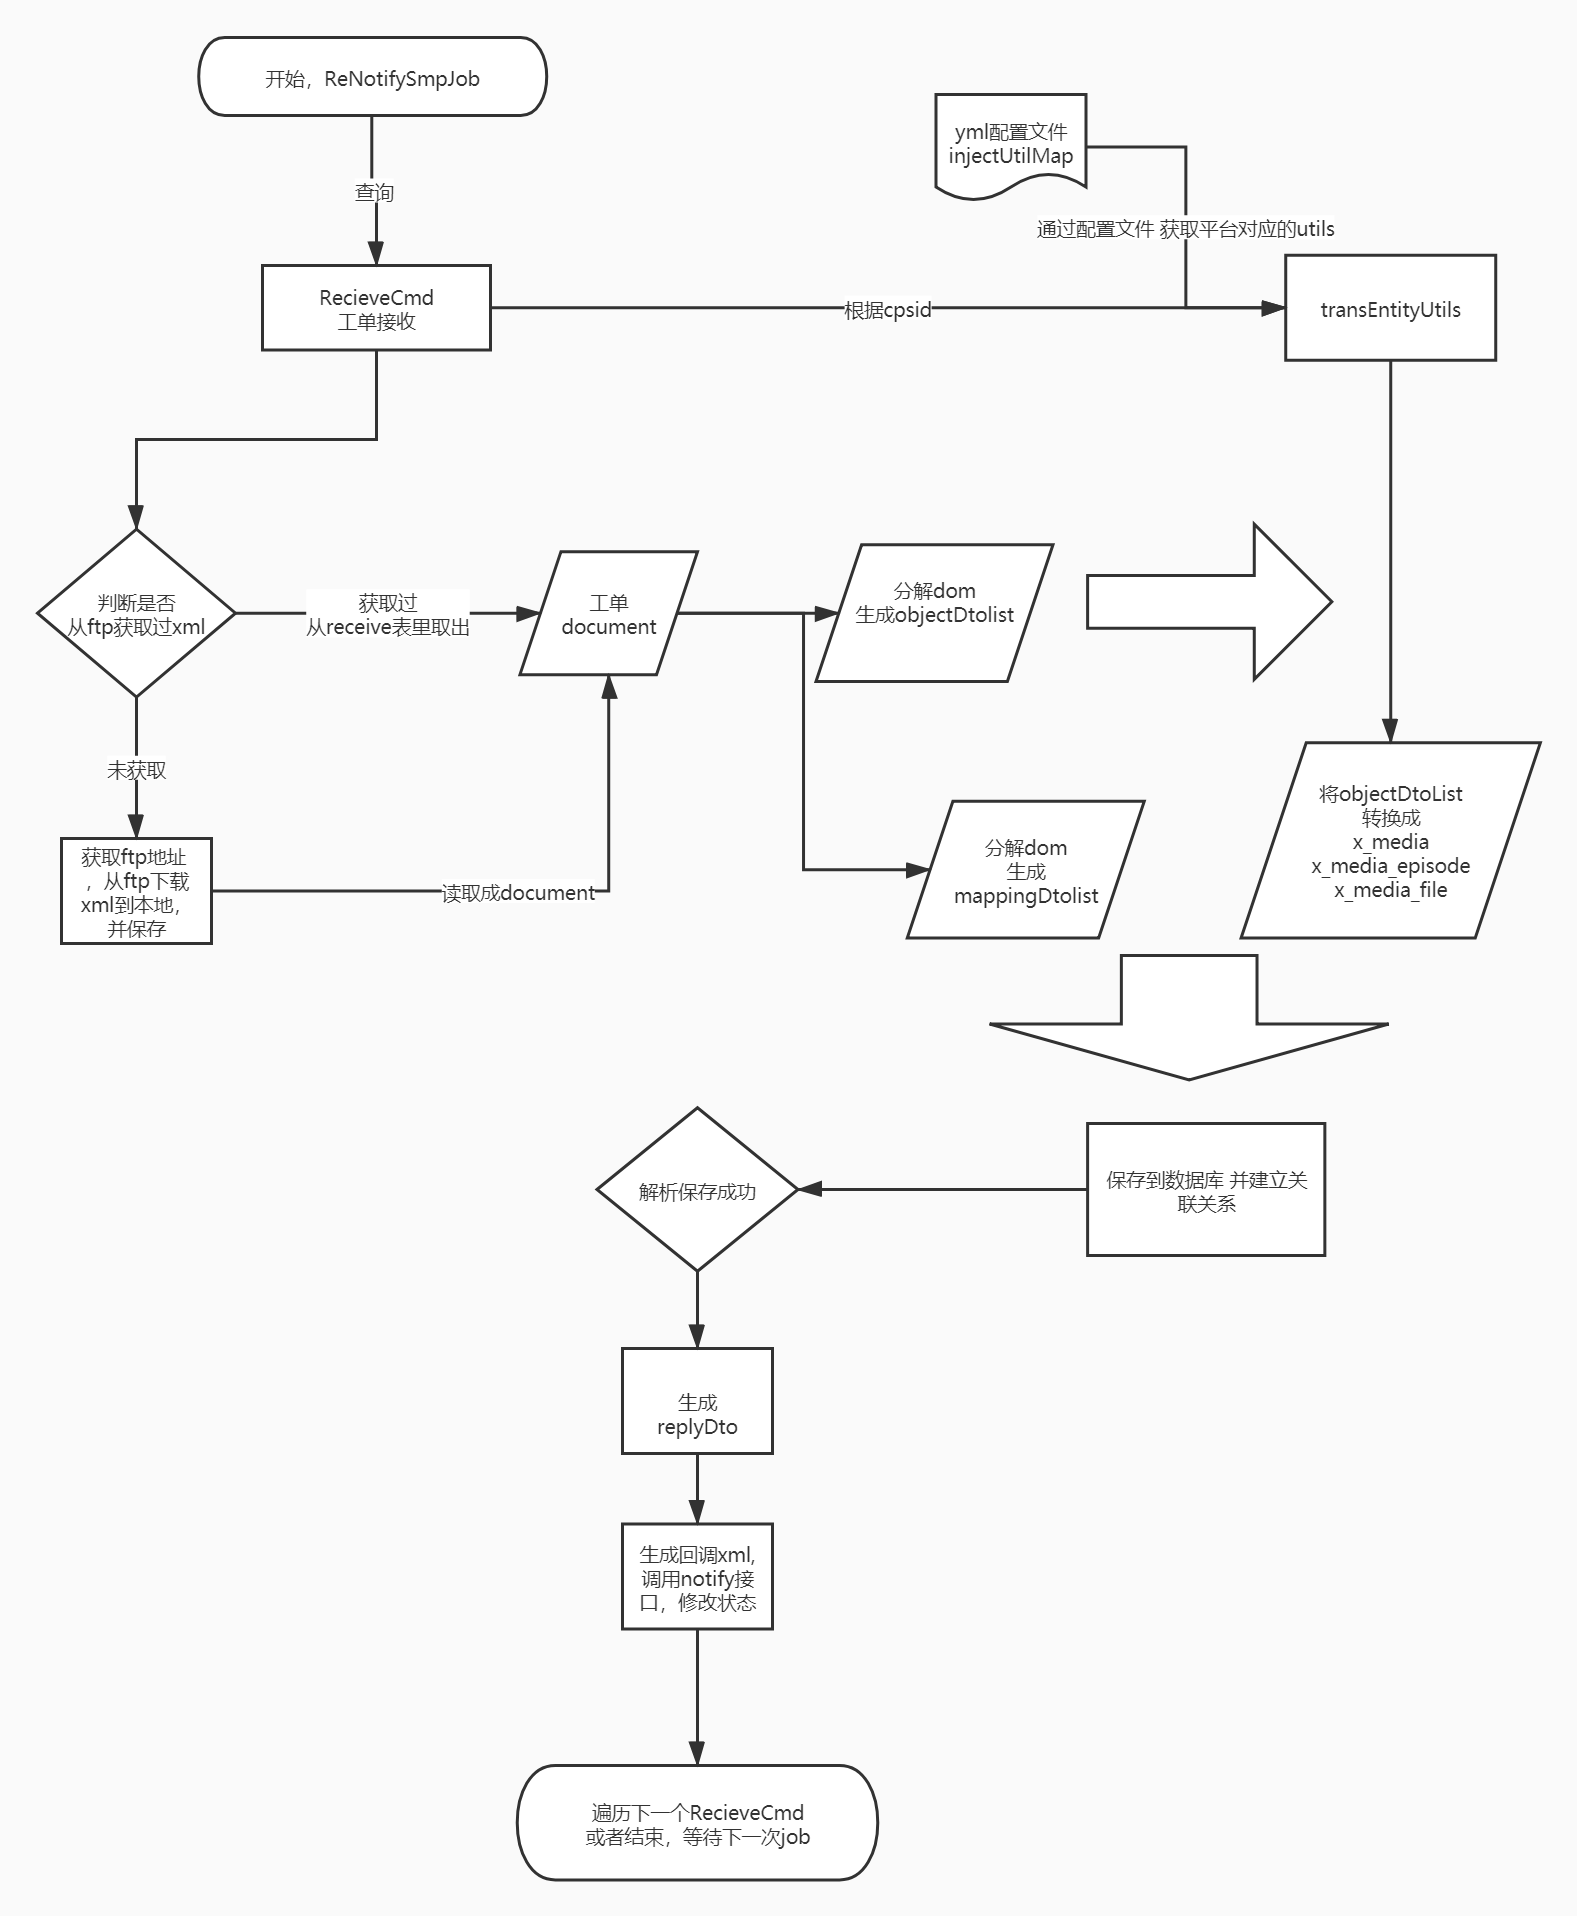 开始，ReNotifySmpJob
yml配置文件
injectUtilMap
查询
通过配置文件 获取平台对应的utils
RecieveCmd
工单接收
根据cpsid
transEntityUtils
判断是否
从ftp获取过xml
获取过
从receive表里取出
工单
document
分解dom
生成objectDtolist
未获取
获取ftp地址
，从ftp下载
xml到本地，
并保存
读取成document
分解dom
生成
mappingDtolist
将objectDtoList
转换成
x_media
x_media_episode
x_media_file
解析保存成功
保存到数据库 并建立关
联关系
生成
replyDto
生成回调xml,
调用notify接
口，修改状态
遍历下一个RecieveCmd
或者结束，等待下一次job